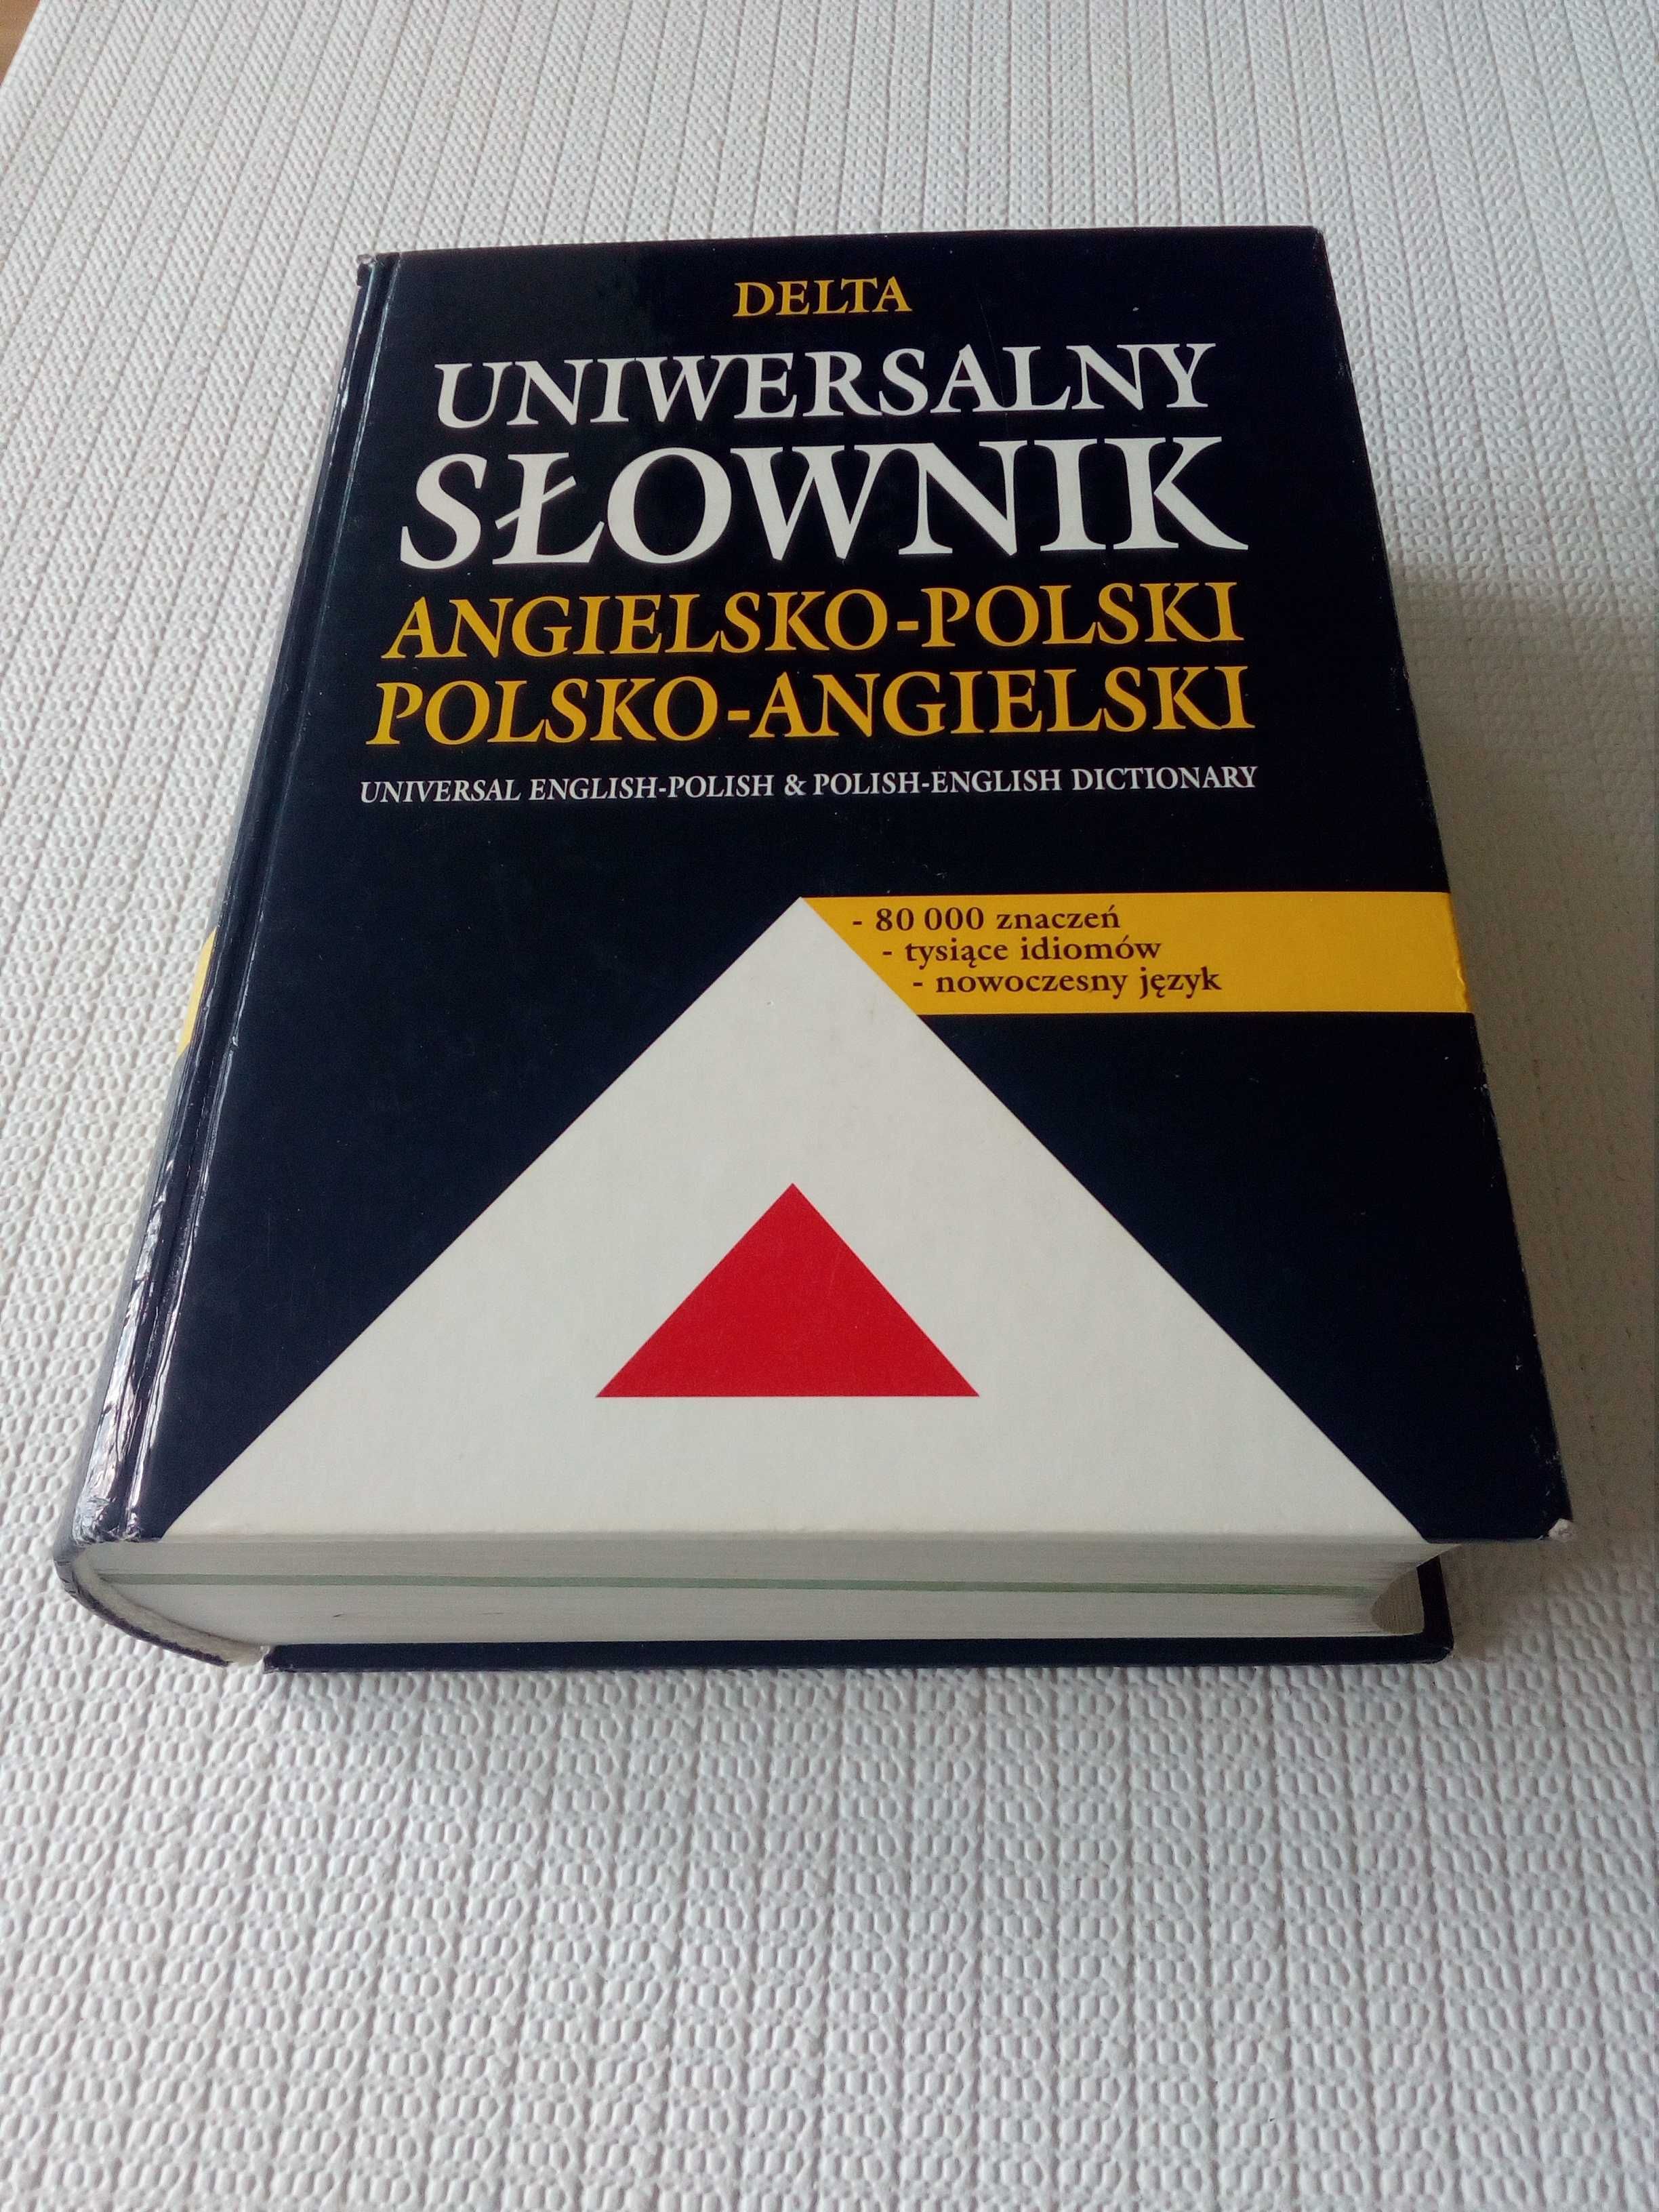 DELTA
UNIWERSALNY
SŁOWNIK
ANGIELSKO-POLSKI
POLSKO-ANGIELSKI
UNIVERSAL ENGLISH-POLISH & POLISH-ENGLISH DICTIONARY
- 80 000 znaczeń
- tysiące idiomów
- nowoczesny język